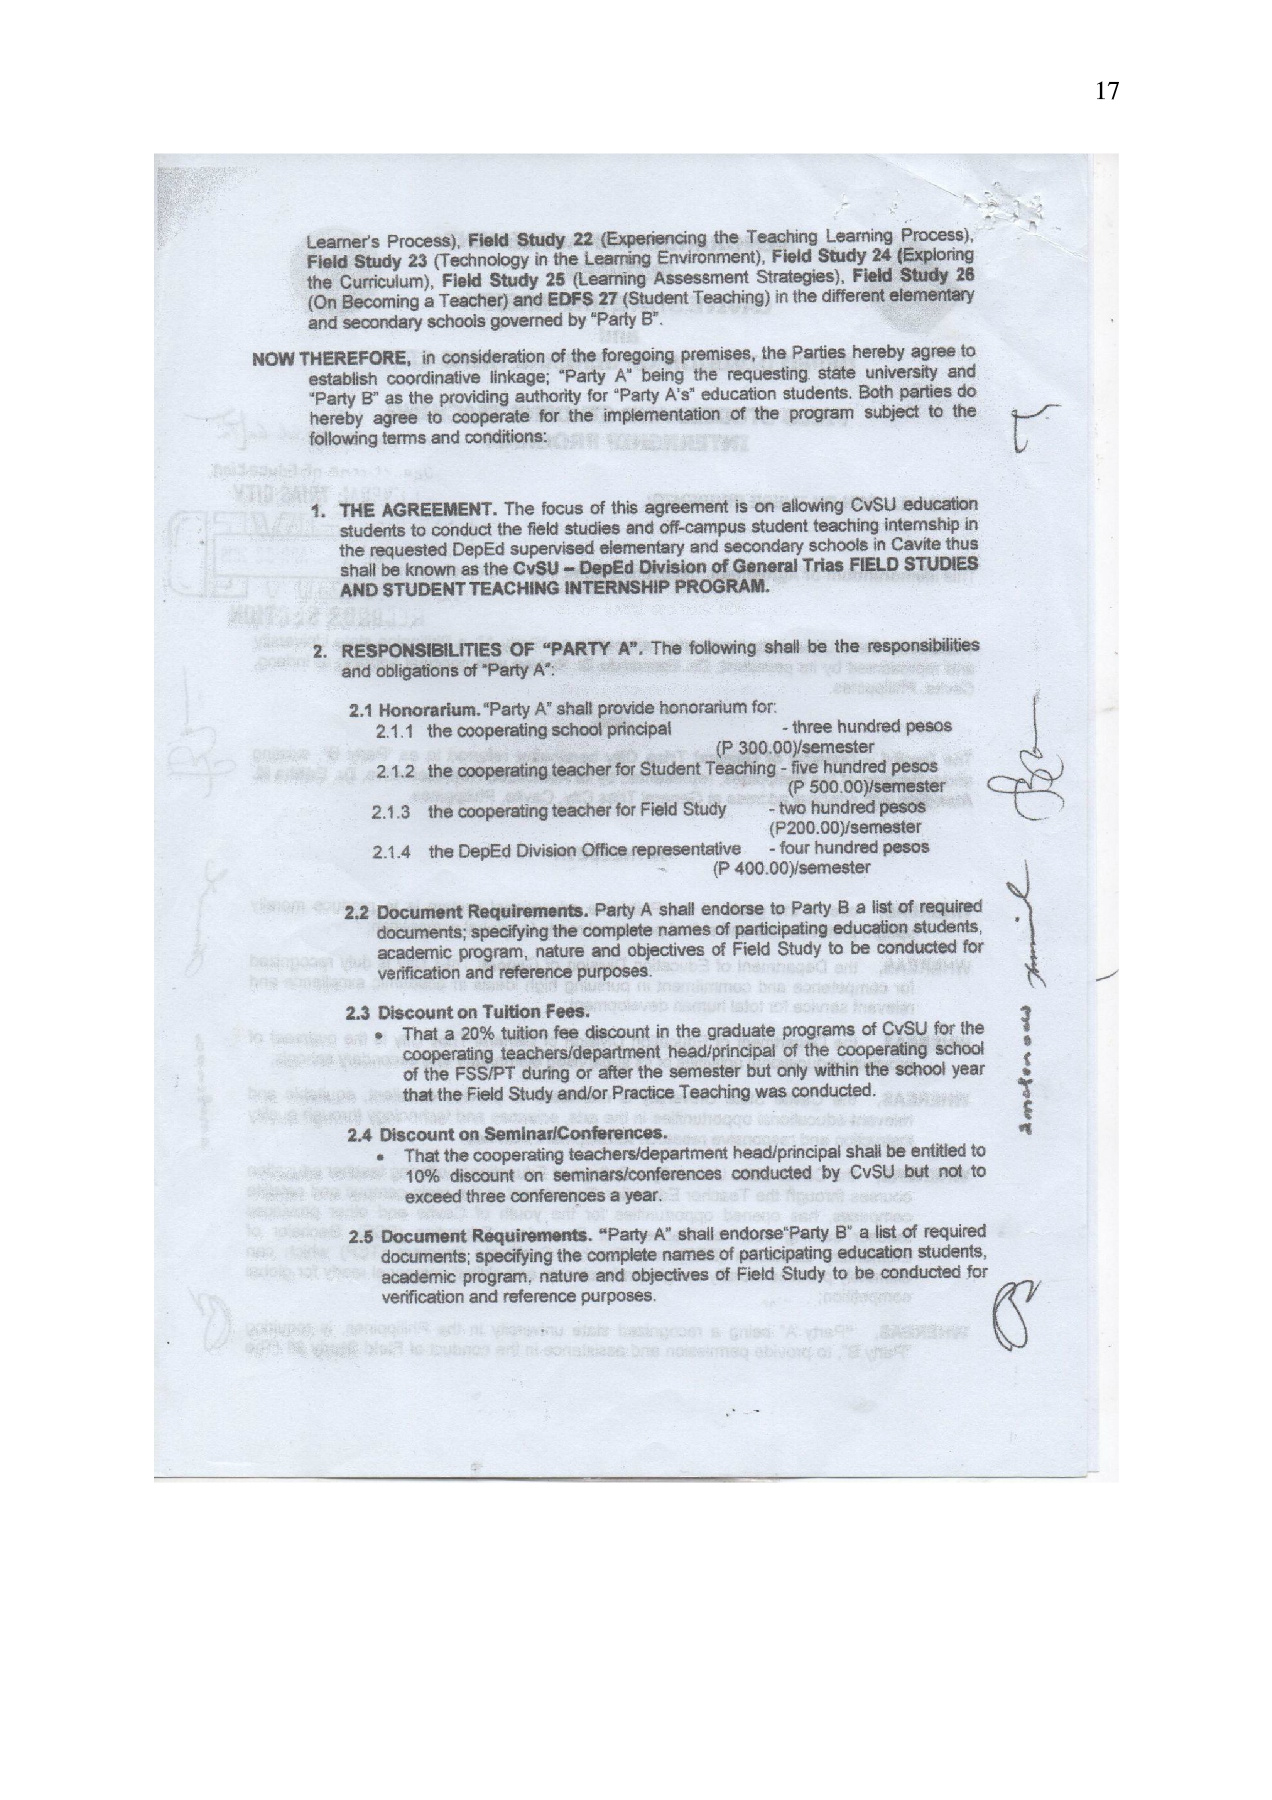 17
Learner's Process), Field Study 22 (Experiencing the Teaching Learning Process),
Field Study 23 (Technology in the Learning Environment), Field Study 24 (Exploring
the Curriculum), Field Study 25 (Learning Assessment Strategies), Field Study 26
(On Becoming a Teacher) and EDFS 27 (Student Teaching) in the different elementary
and secondary schools governed by "Party B".
NOW THEREFORE, in consideration of the foregoing premises, the Parties hereby agree to
establish coordinative linkage; "Party A" being the requesting state university and
"Party B" as the providing authority for "Party A's" education students. Both parties do
hereby agree to cooperate for the implementation of the program subject to the
following terms and conditions:
1. THE AGREEMENT. The focus of this agreement is on allowing CvSU education
students to conduct the field studies and off-campus student teaching internship in
the requested DepEd supervised elementary and secondary schools in Cavite thus
shall be known as the CvSU – DepEd Division of General Trias FIELD STUDIES
AND STUDENT TEACHING INTERNSHIP PROGRAM.
2. RESPONSIBILITIES OF "PARTY A". The following shall be the responsibilities
and obligations of "Party A":
2.1 Honorarium. "Party A" shall provide honorarium for:
2.1.1 the cooperating school principal - three hundred pesos
(P 300.00)/semester
2.1.2 the cooperating teacher for Student Teaching - five hundred pesos
(P 500.00)/semester
2.1.3 the cooperating teacher for Field Study - two hundred pesos
(P200.00)/semester
2.1.4 the DepEd Division Office representative - four hundred pesos
(P 400.00)/semester
2.2 Document Requirements. Party A shall endorse to Party B a list of required
documents; specifying the complete names of participating education students,
academic program, nature and objectives of Field Study to be conducted for
verification and reference purposes.
2.3 Discount on Tuition Fees.
• That a 20% tuition fee discount in the graduate programs of CvSU for the
cooperating teachers/department head/principal of the cooperating school
of the FSS/PT during or after the semester but only within the school year
that the Field Study and/or Practice Teaching was conducted.
2.4 Discount on Seminar/Conferences.
• That the cooperating teachers/department head/principal shall be entitled to
10% discount on seminars/conferences conducted by CvSU but not to
exceed three conferences a year.
2.5 Document Requirements. "Party A" shall endorse"Party B" a list of required
documents; specifying the complete names of participating education students,
academic program, nature and objectives of Field Study to be conducted for
verification and reference purposes.